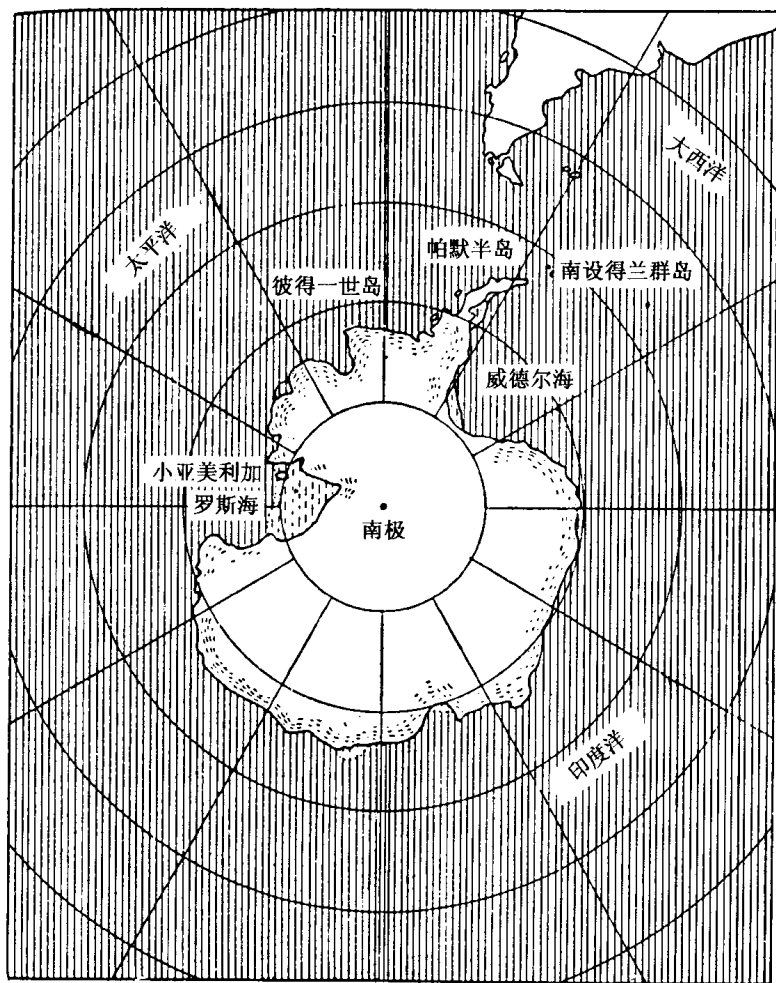 大西洋
太平洋
帕默半岛
南设得兰群岛
彼得一世岛
威德尔海
小亚美利加
罗斯海
南极
印度洋